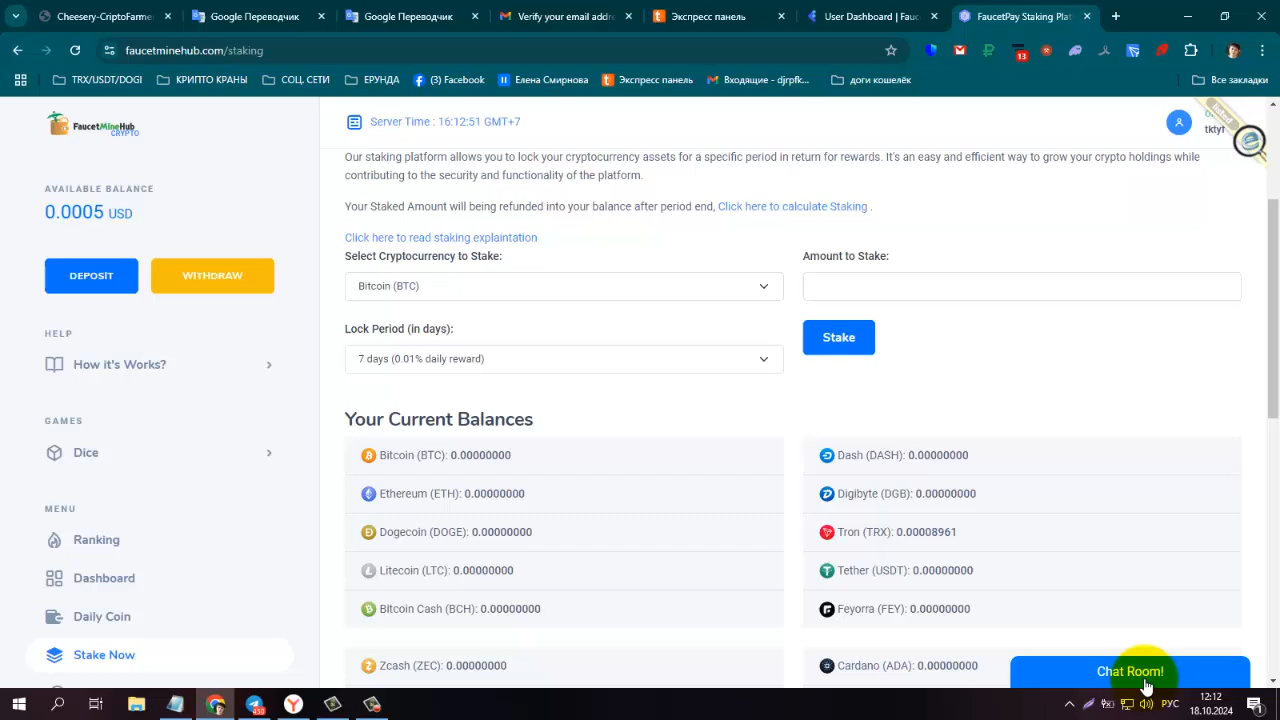 Cheesery-CryptoFarme
Google Переводчик
Google Переводчик
Verify your email addre
Экспресс панель
User Dashboard | Fauc
FaucetPay Staking Plat
faucetminehub.com/staking
13
TRX/USDT/DOGI
КРИПТО КРАНЫ
СОЦ. СЕТИ
ЕРУНДА
(3) Facebook
Елена Смирнова
Экспресс панель
Входящие - djrpfk...
доги кошелёк
Все закладки
FaucetMineHub
CRYPTO
Server Time : 16:12:51 GMT+7
tktyf
AVAILABLE BALANCE
0.0005 USD
DEPOSIT
WITHDRAW
HELP
How it's Works?
GAMES
Dice
MENU
Ranking
Dashboard
Daily Coin
Stake Now
Our staking platform allows you to lock your cryptocurrency assets for a specific period in return for rewards. It's an easy and efficient way to grow your crypto holdings while
contributing to the security and functionality of the platform.
Your Staked Amount will being refunded into your balance after period end, Click here to calculate Staking .
Click here to read staking explaintation
Select Cryptocurrency to Stake:
Bitcoin (BTC)
Amount to Stake:
Lock Period (in days):
7 days (0.01% daily reward)
Stake
Your Current Balances
Bitcoin (BTC): 0.00000000
Dash (DASH): 0.00000000
Ethereum (ETH): 0.00000000
Digibyte (DGB): 0.00000000
Dogecoin (DOGE): 0.00000000
Tron (TRX): 0.00008961
Litecoin (LTC): 0.00000000
Tether (USDT): 0.00000000
Bitcoin Cash (BCH): 0.00000000
Feyorra (FEY): 0.00000000
Zcash (ZEC): 0.00000000
Cardano (ADA): 0.00000000
Chat Room!
РУС
12:12
18.10.2024